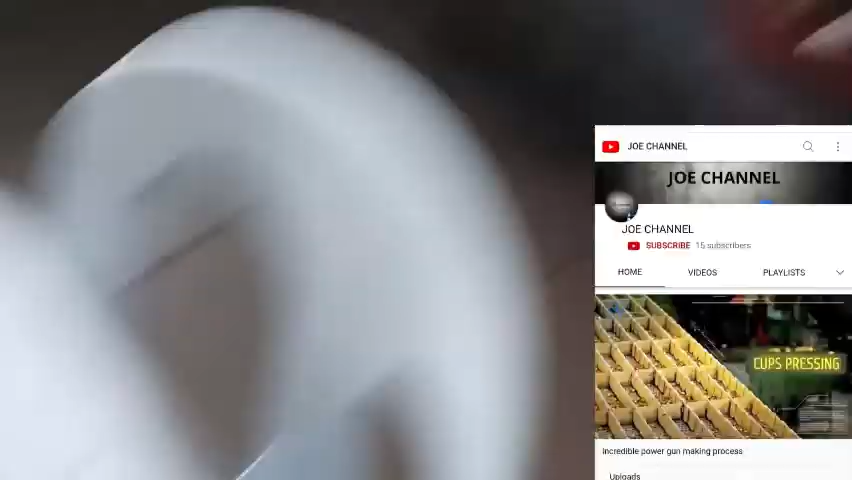 JOE CHANNEL
JOE CHANNEL
JOE CHANNEL
SUBSCRIBE 15 subscribers
HOME VIDEOS PLAYLISTS
CUPS PRESSING
Incredible power gun making process
Uploads